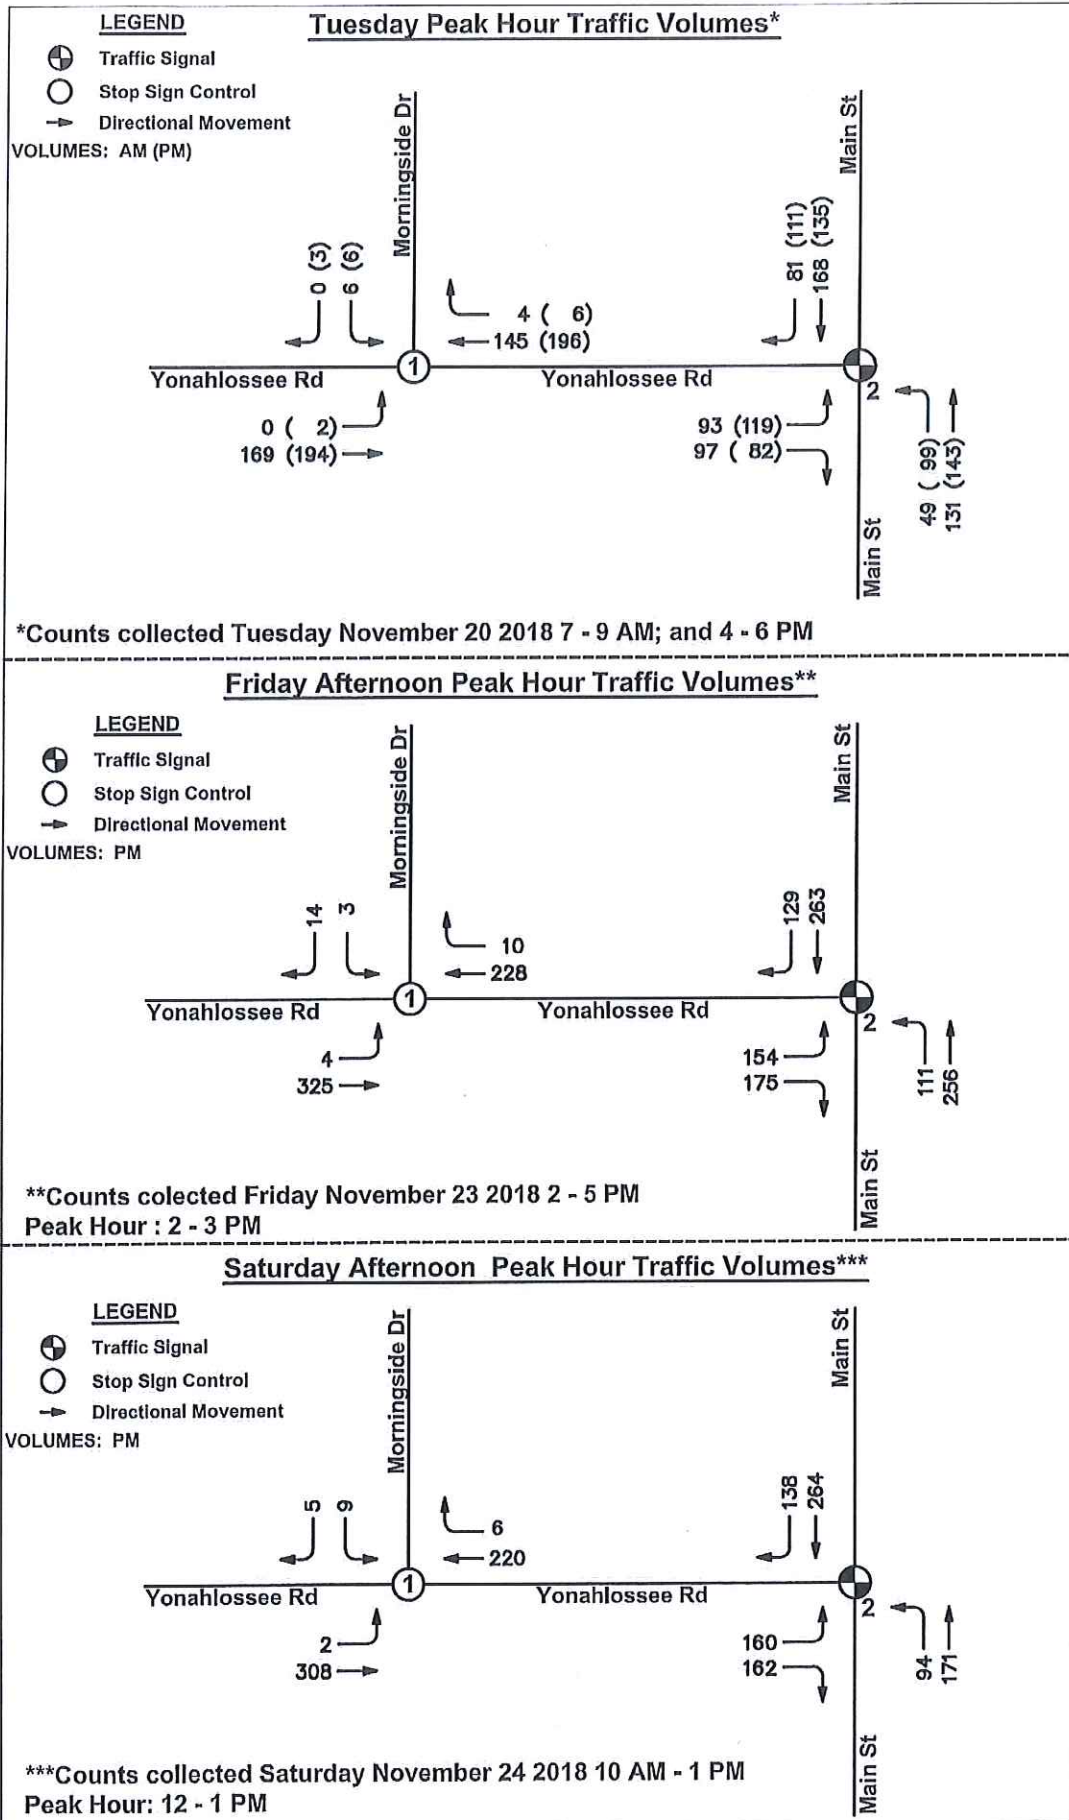 LEGEND
Tuesday Peak Hour Traffic Volumes*
Traffic Signal
Stop Sign Control
Directional Movement
VOLUMES: AM (PM)
Morningside Dr
Main St
0 (3)
6 (6)
4 ( 6)
145 (196)
81 (111)
168 (135)
1
Yonahlossee Rd
Yonahlossee Rd
2
0 ( 2)
169 (194)
93 (119)
97 ( 82)
49 ( 99)
131 (143)
Main St
*Counts collected Tuesday November 20 2018 7 - 9 AM; and 4 - 6 PM
Friday Afternoon Peak Hour Traffic Volumes**
LEGEND
Traffic Signal
Stop Sign Control
Directional Movement
VOLUMES: PM
Morningside Dr
Main St
14
3
10
228
129
263
1
Yonahlossee Rd
Yonahlossee Rd
2
4
325
154
175
111
256
Main St
**Counts colected Friday November 23 2018 2 - 5 PM
Peak Hour : 2 - 3 PM
Saturday Afternoon Peak Hour Traffic Volumes***
LEGEND
Traffic Signal
Stop Sign Control
Directional Movement
VOLUMES: PM
Morningside Dr
Main St
5
9
6
220
138
264
1
Yonahlossee Rd
Yonahlossee Rd
2
2
308
160
162
94
171
Main St
***Counts collected Saturday November 24 2018 10 AM - 1 PM
Peak Hour: 12 - 1 PM